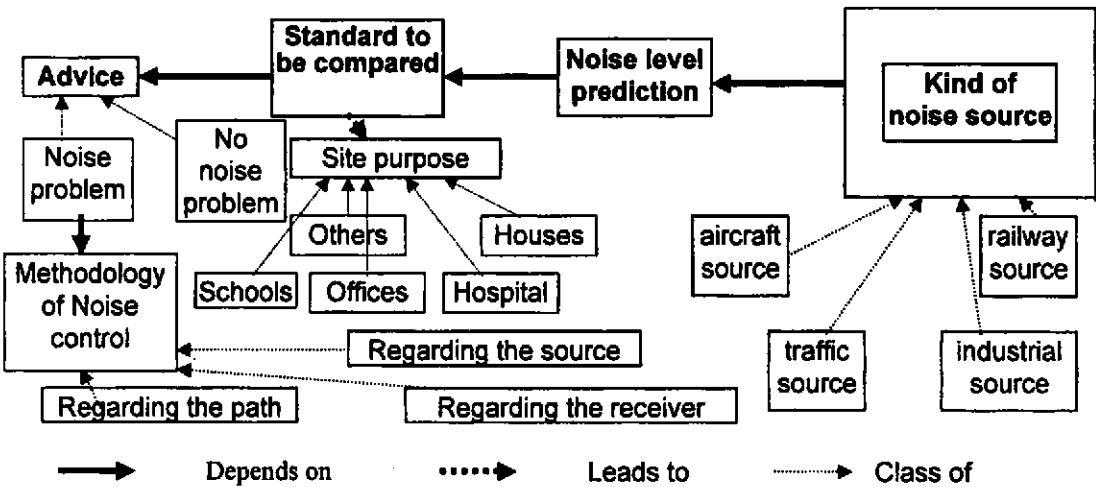 Standard to
be compared
Advice
Noise level
prediction
Kind of
noise source
Noise
problem
No
noise
problem
Site purpose
Others
Houses
Schools
Offices
Hospital
aircraft
source
railway
source
traffic
source
industrial
source
Methodology
of Noise
control
Regarding the source
Regarding the path
Regarding the receiver
Depends on
Leads to
Class of